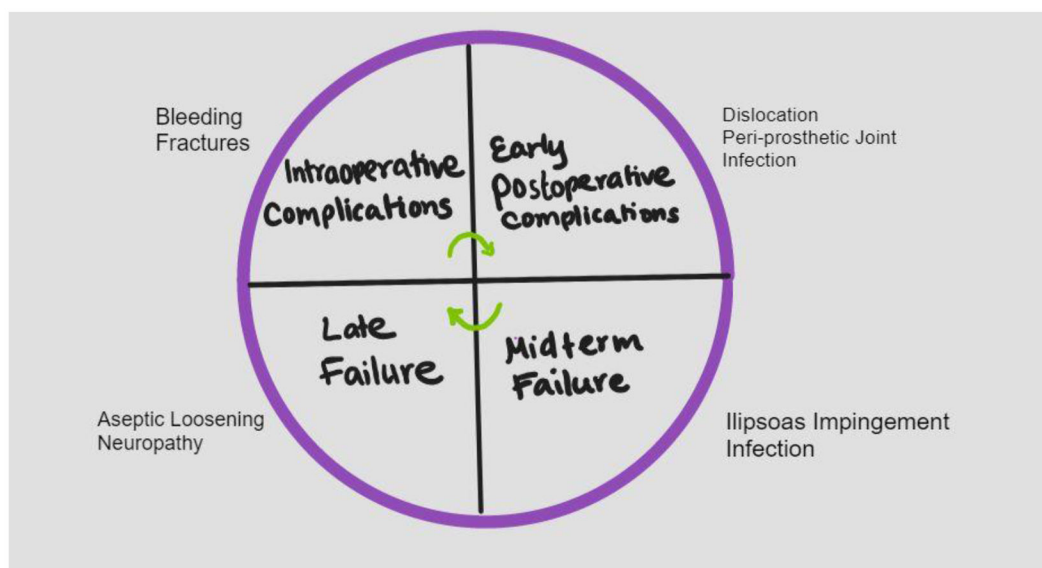 Bleeding
Fractures
Intraoperative
Complications
Early
Postoperative
complications
Dislocation
Peri-prosthetic Joint
Infection
Late
Failure
Midterm
Failure
Aseptic Loosening
Neuropathy
Ilipsoas Impingement
Infection